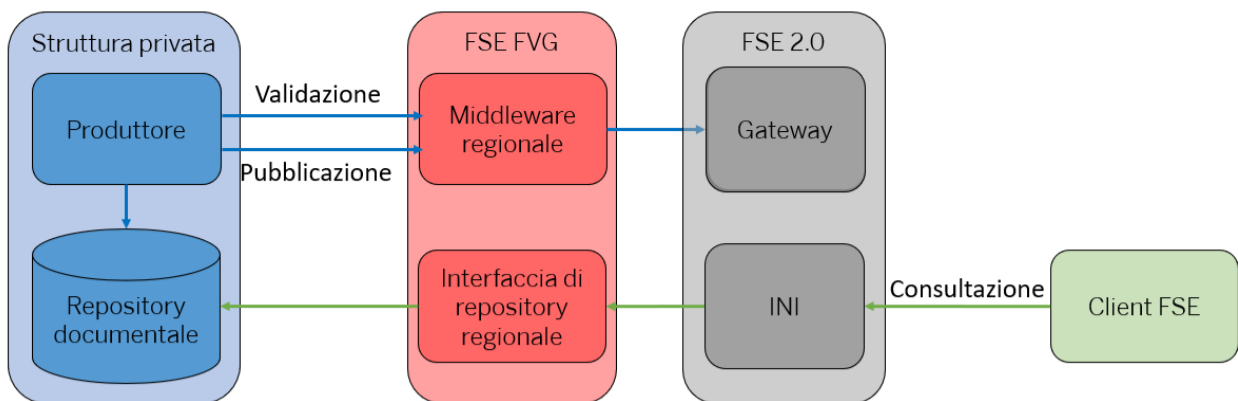 Struttura privata
FSE FVG
FSE 2.0
Validazione
Produttore
Middleware
regionale
Gateway
Pubblicazione
Repository
documentale
Interfaccia di
repository
regionale
INI
Consultazione
Client FSE